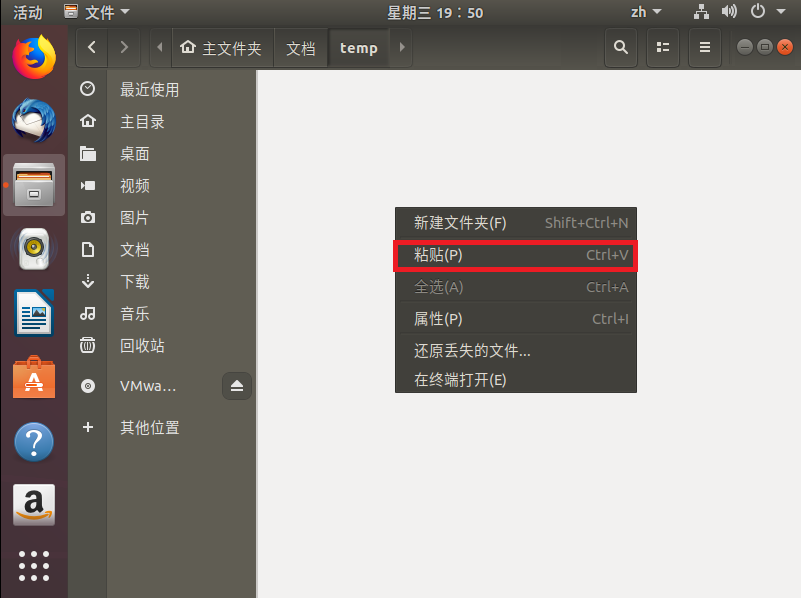 活动 文件 星期三 19：50 zh
主文件夹 文档 temp
最近使用
主目录
桌面
视频
图片
文档
下载
音乐
回收站
VMwa...
其他位置
新建文件夹(F) Shift+Ctrl+N
粘贴(P) Ctrl+V
全选(A) Ctrl+A
属性(P) Ctrl+I
还原丢失的文件...
在终端打开(E)